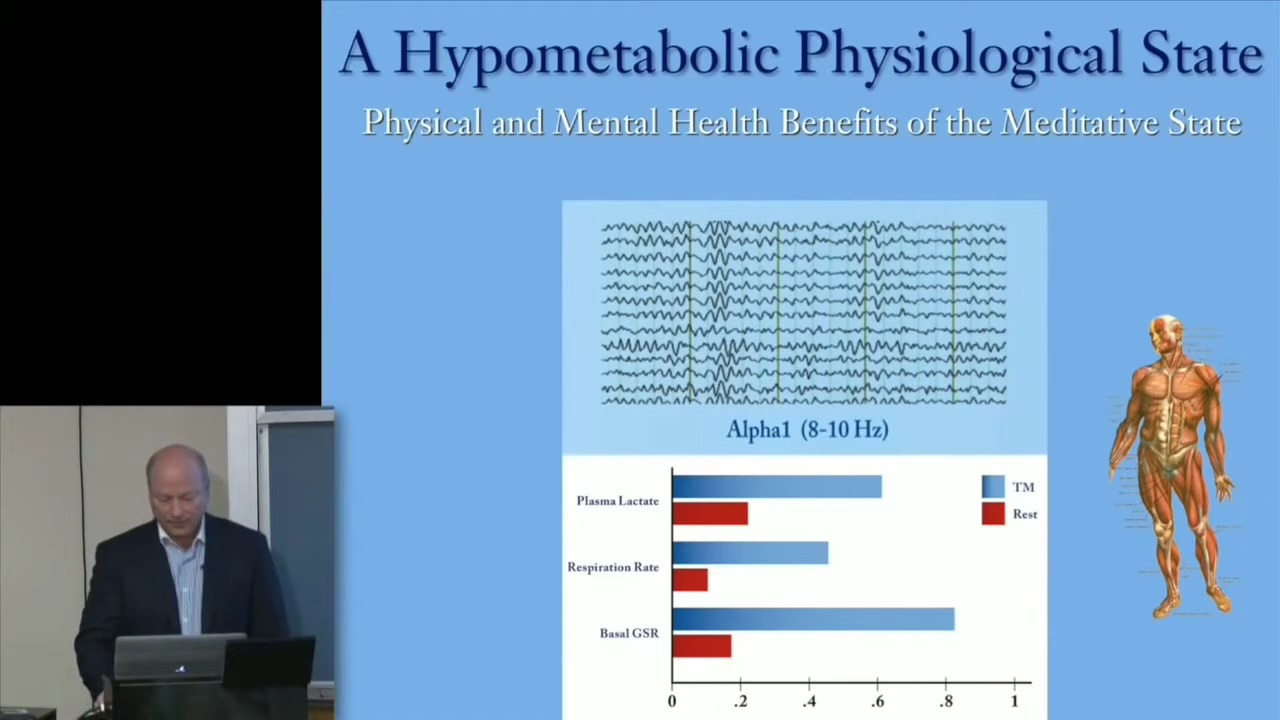 A Hypometabolic Physiological State
Physical and Mental Health Benefits of the Meditative State
Alpha1 (8-10 Hz)
Plasma Lactate
Respiration Rate
Basal GSR
TM
Rest
0 .2 .4 .6 .8 1